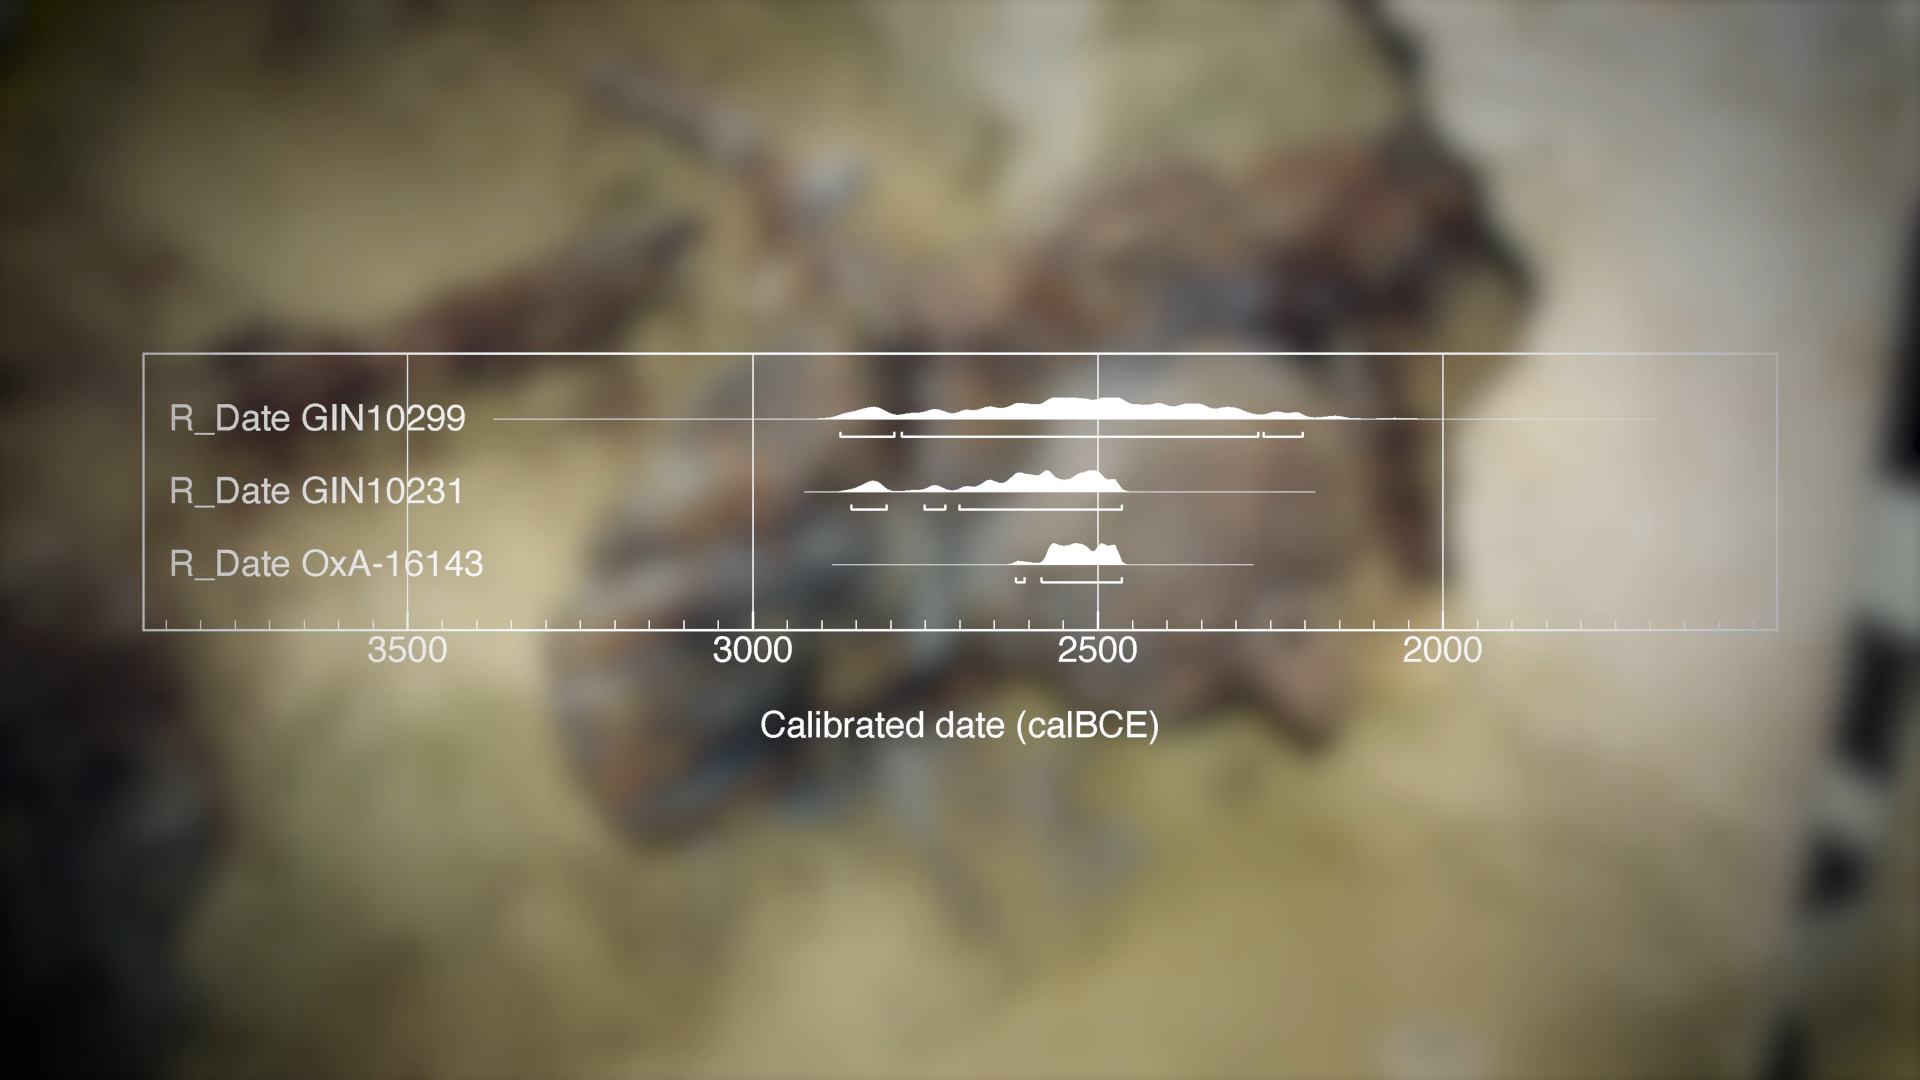 R_Date GIN10299
R_Date GIN10231
R_Date OxA-16143
3500 3000 2500 2000
Calibrated date (calBCE)